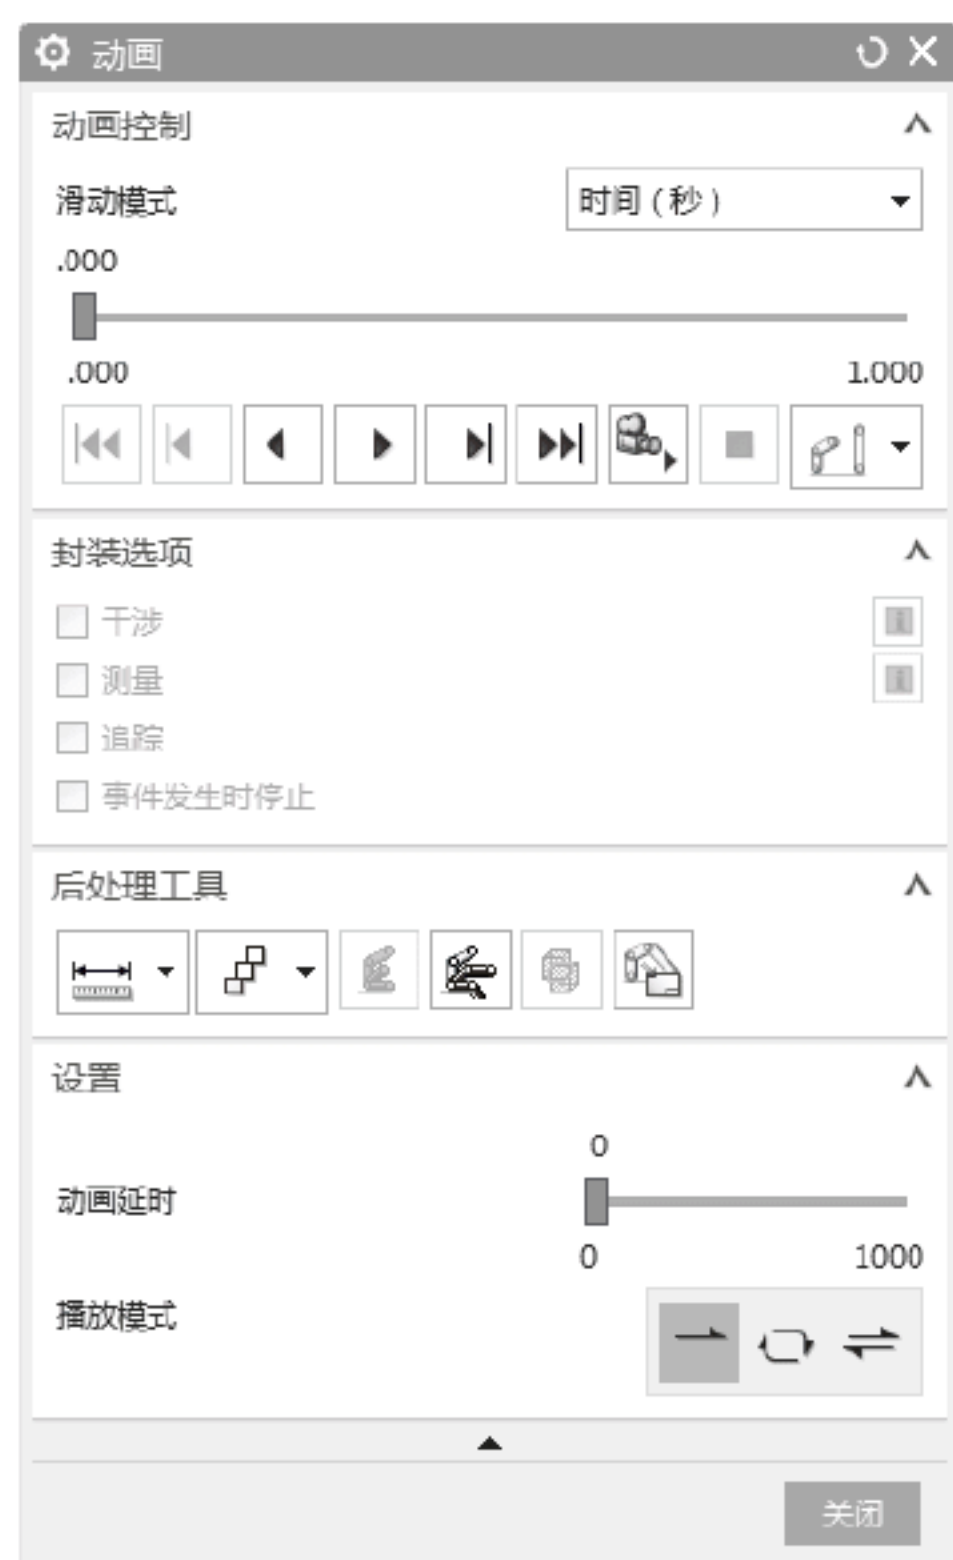 动画
动画控制
滑动模式 时间(秒)
.000
.000 1.000
封装选项
干涉
测量
追踪
事件发生时停止
后处理工具
设置
0
动画延时
0 1000
播放模式
关闭